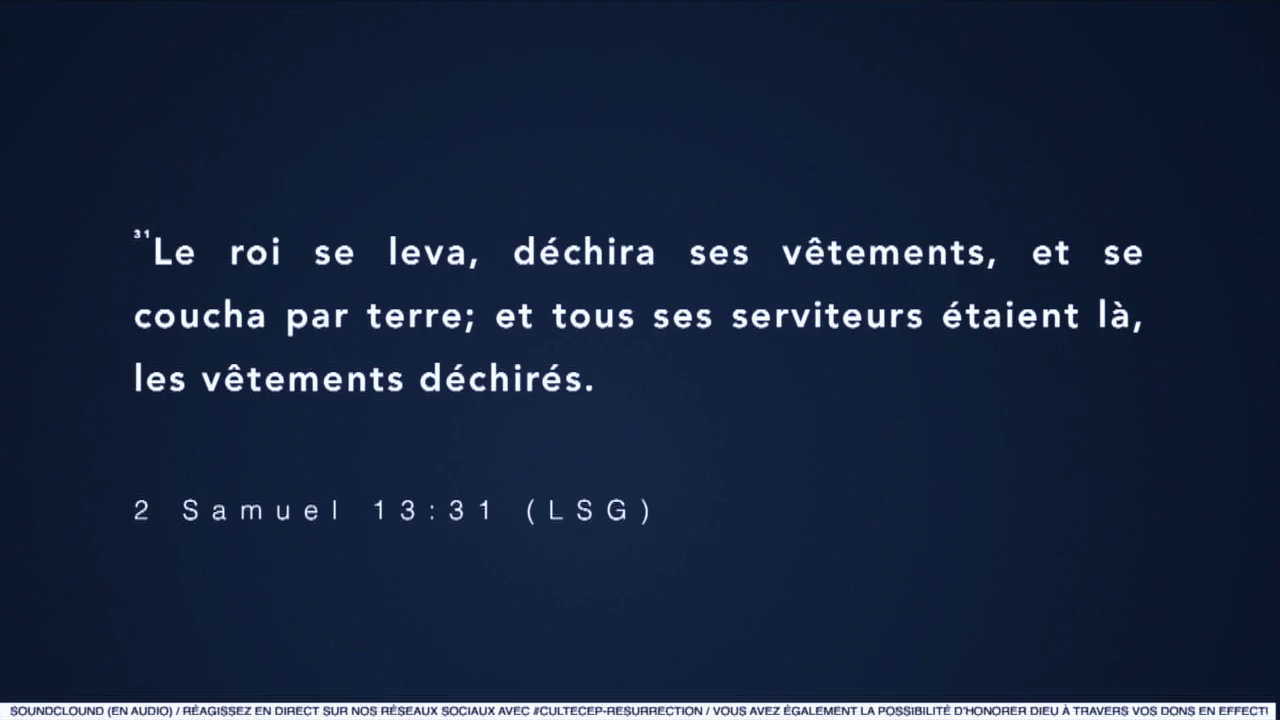 31Le roi se leva, déchira ses vêtements, et se
coucha par terre; et tous ses serviteurs étaient là,
les vêtements déchirés.
2 Samuel 13:31 (LSG)
SOUNDCLOUND (EN AUDIO) / RÉAGISSEZ EN DIRECT SUR NOS RÉSEAUX SOCIAUX AVEC #CULTECEP-RESURRECTION / VOUS AVEZ ÉGALEMENT LA POSSIBILITÉ D'HONORER DIEU À TRAVERS VOS DONS EN EFFECTI